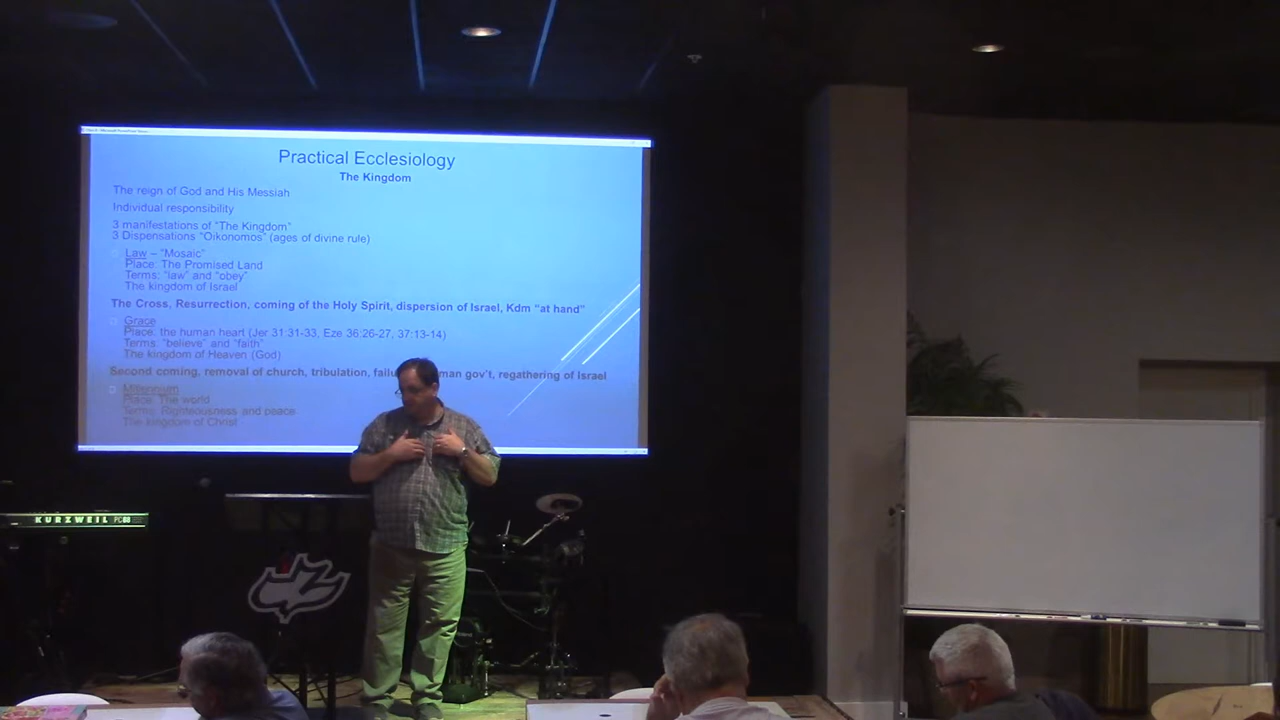 Practical Ecclesiology
The Kingdom
The reign of God and His Messiah
Individual responsibility
3 manifestations of "The Kingdom"
3 Dispensations "Oikonomos" (ages of divine rule)
Law – "Mosaic"
Place: The Promised Land
Terms: "law" and "obey"
The kingdom of Israel
The Cross, Resurrection, coming of the Holy Spirit, dispersion of Israel, Kdm "at hand"
Grace
Place: the human heart (Jer 31:31-33, Eze 36:26-27, 37:13-14)
Terms: "believe" and "faith"
The kingdom of Heaven (God)
Second coming, removal of church, tribulation, man gov't, regathering of Israel
Millennium
Place: The world
Terms: Righteousness and peace
The kingdom of Christ
KURZWEIL PC88